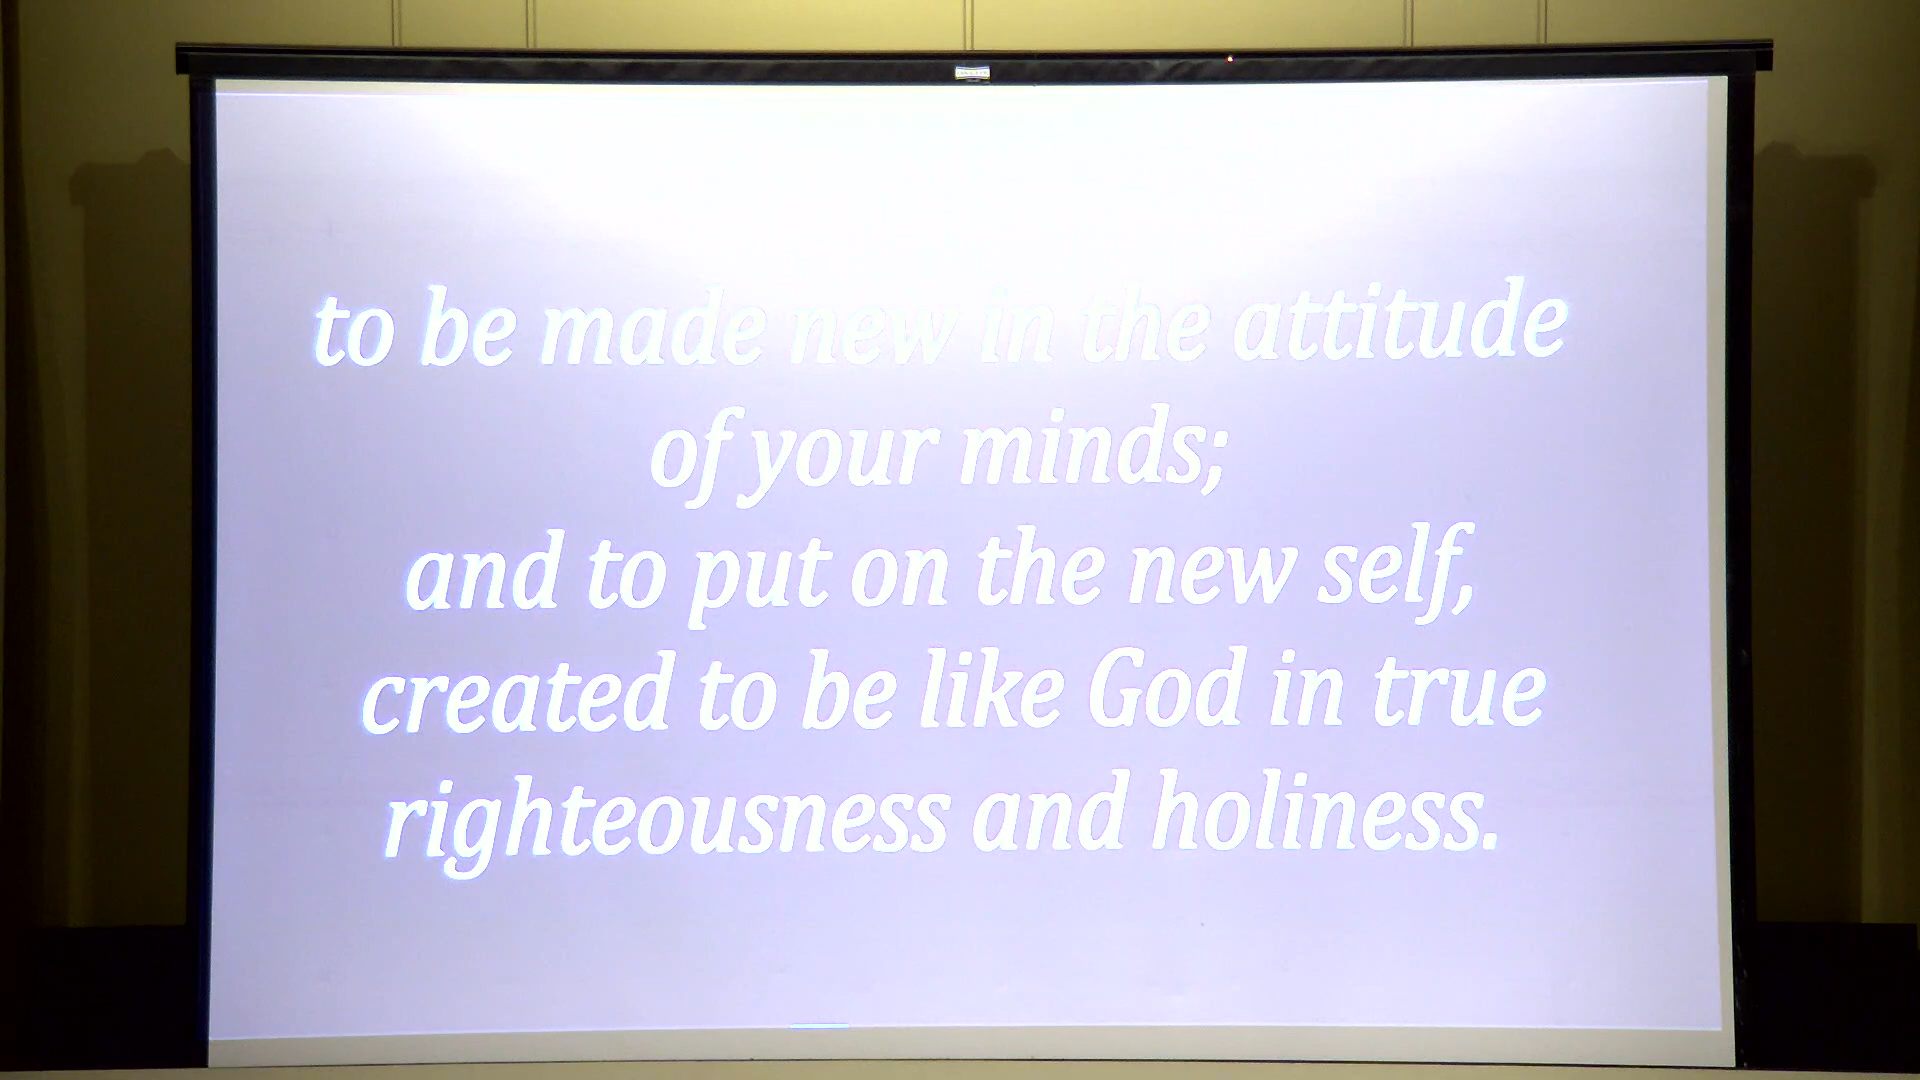 to be made new in the attitude
of your minds;
and to put on the new self,
created to be like God in true
righteousness and holiness.